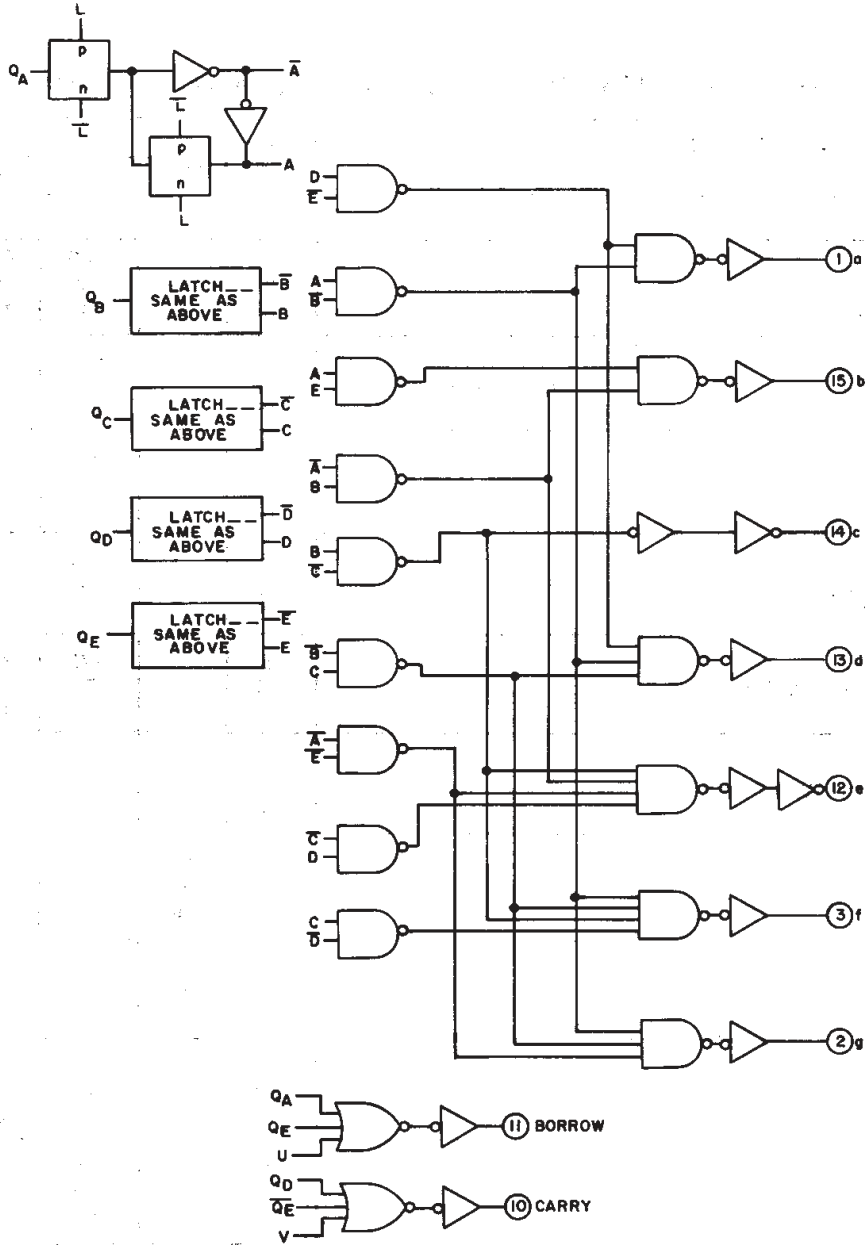 L
Q_A
p
n
L̅
A̅
L̅
p
n
L
A
Q_B
LATCH
SAME AS
ABOVE
B̅
B
Q_C
LATCH
SAME AS
ABOVE
C̅
C
Q_D
LATCH
SAME AS
ABOVE
D̅
D
Q_E
LATCH
SAME AS
ABOVE
E̅
E
D
E̅
A
B̅
A
E
A̅
B
B
C̅
B̅
C
A̅
E̅
C̅
D
C
D̅
1 a
15 b
14 c
13 d
12 e
3 f
2 g
Q_A
Q_E
U
11 BORROW
Q_D
Q̅_E
V
10 CARRY